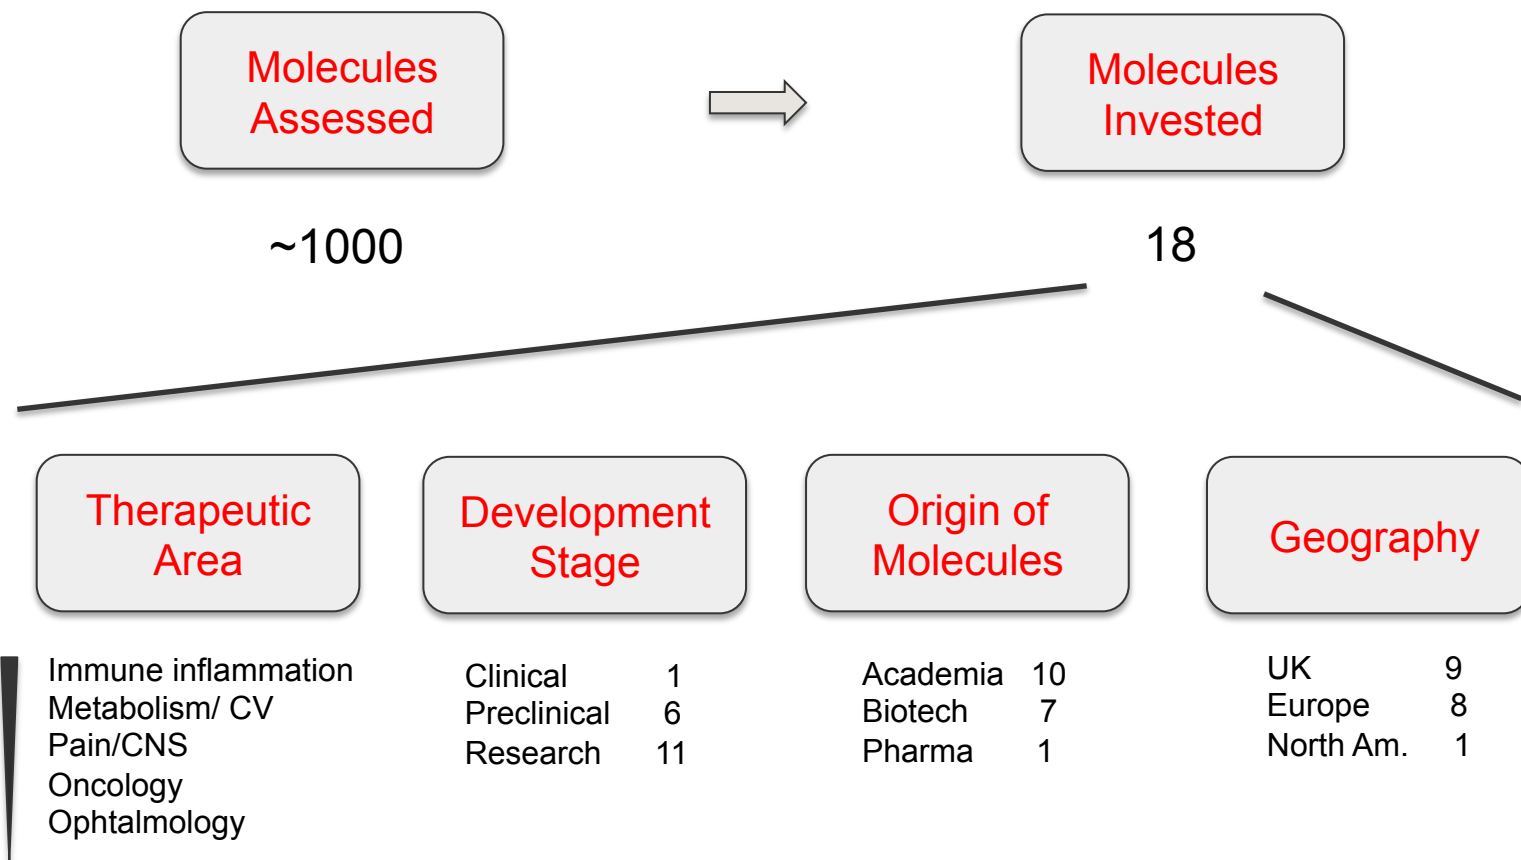 Molecules
Assessed
Molecules
Invested
~1000
18
Therapeutic
Area
Development
Stage
Origin of
Molecules
Geography
Immune inflammation
Metabolism/ CV
Pain/CNS
Oncology
Ophtalmology
Clinical 1
Preclinical 6
Research 11
Academia 10
Biotech 7
Pharma 1
UK 9
Europe 8
North Am. 1